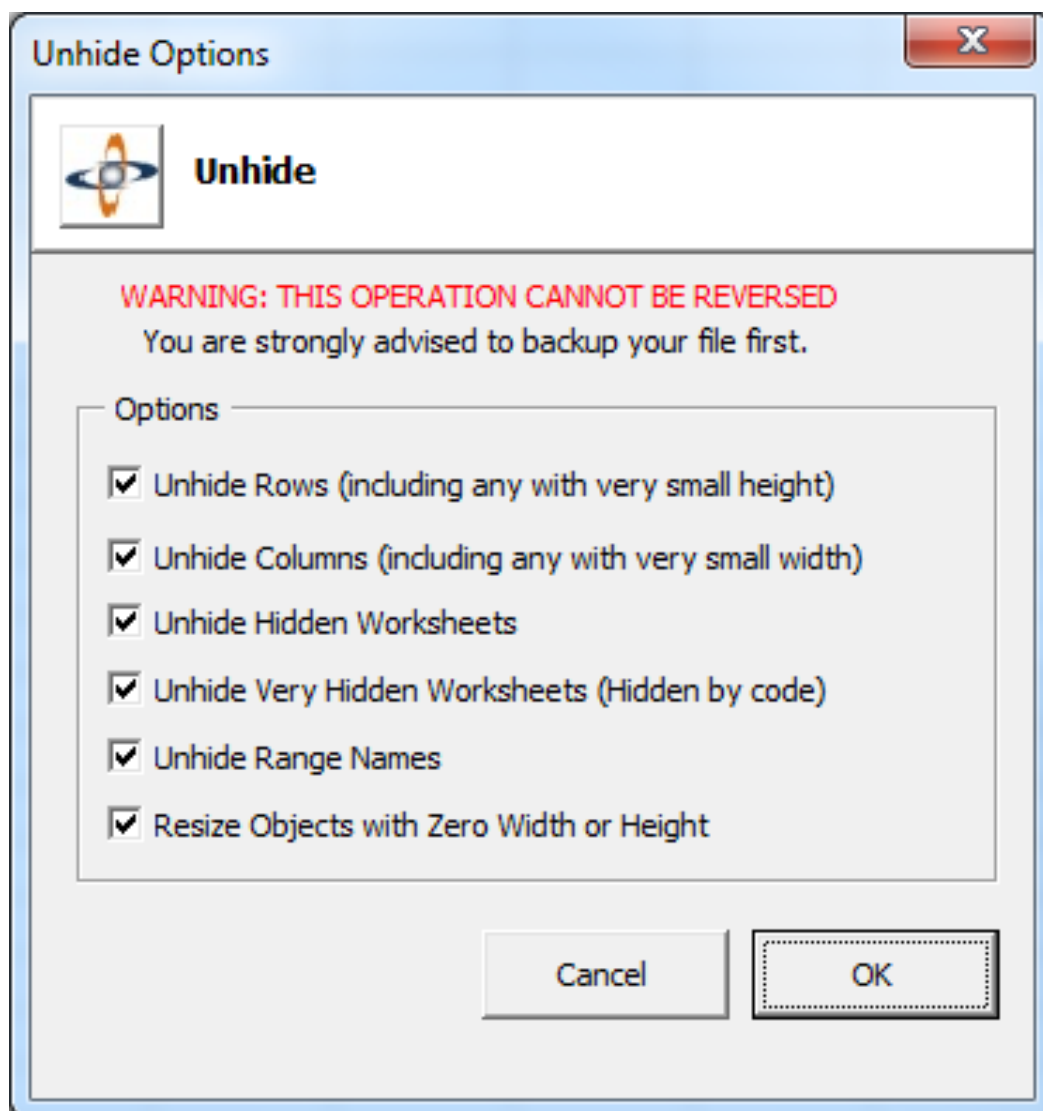 Unhide Options
Unhide
WARNING: THIS OPERATION CANNOT BE REVERSED
You are strongly advised to backup your file first.
Options
Unhide Rows (including any with very small height)
Unhide Columns (including any with very small width)
Unhide Hidden Worksheets
Unhide Very Hidden Worksheets (Hidden by code)
Unhide Range Names
Resize Objects with Zero Width or Height
Cancel
OK